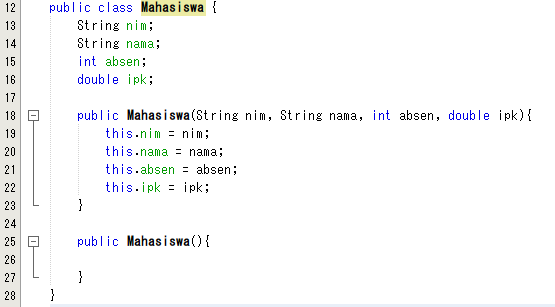 12 public class Mahasiswa {
13     String nim;
14     String nama;
15     int absen;
16     double ipk;
17
18     public Mahasiswa(String nim, String nama, int absen, double ipk){
19         this.nim = nim;
20         this.nama = nama;
21         this.absen = absen;
22         this.ipk = ipk;
23     }
24
25     public Mahasiswa(){
26
27     }
28 }